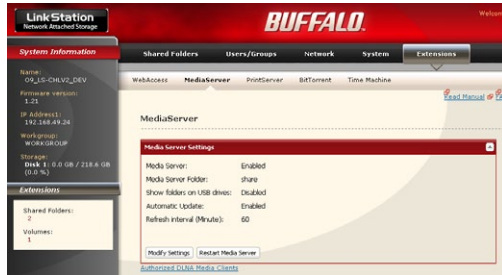 LinkStation
Network Attached Storage
BUFFALO
System Information
Shared Folders Users/Groups Network System Extensions
Name:
O9_LS-CHLV2_DEV
WebAccess MediaServer PrintServer BitTorrent Time Machine
Firmware version:
1.21
Read Manual
IP Address1:
192.168.49.24
MediaServer
Workgroup:
WORKGROUP
Storage:
Disk 1: 0.0 GB / 218.6 GB
(0.0 %)
Media Server Settings
Media Server: Enabled
Media Server Folder: share
Show folders on USB drives: Disabled
Automatic Update: Enabled
Refresh interval (Minute): 60
Extensions
Shared Folders:
2
Volumes:
1
Modify Settings Restart Media Server
Authorized DLNA Media Clients